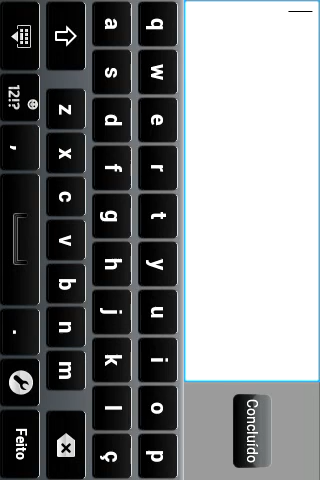 Concluído
q w e r t y u i o p
a s d f g h j k l ç
z x c v b n m
12!? , . Feito